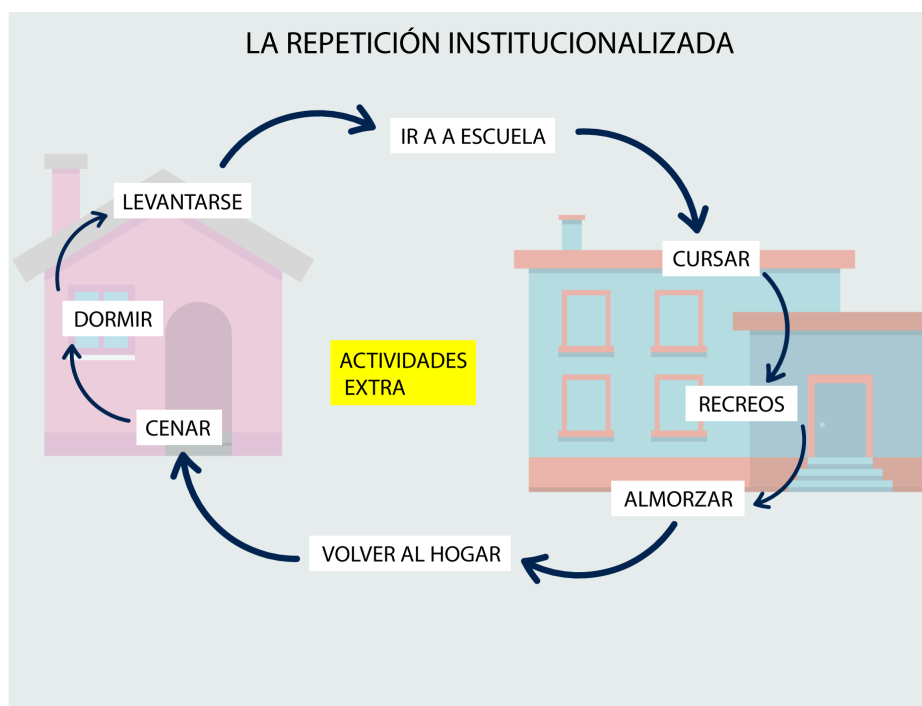 LA REPETICIÓN INSTITUCIONALIZADA
IR A A ESCUELA
LEVANTARSE
CURSAR
DORMIR
ACTIVIDADES
EXTRA
RECREOS
CENAR
ALMORZAR
VOLVER AL HOGAR